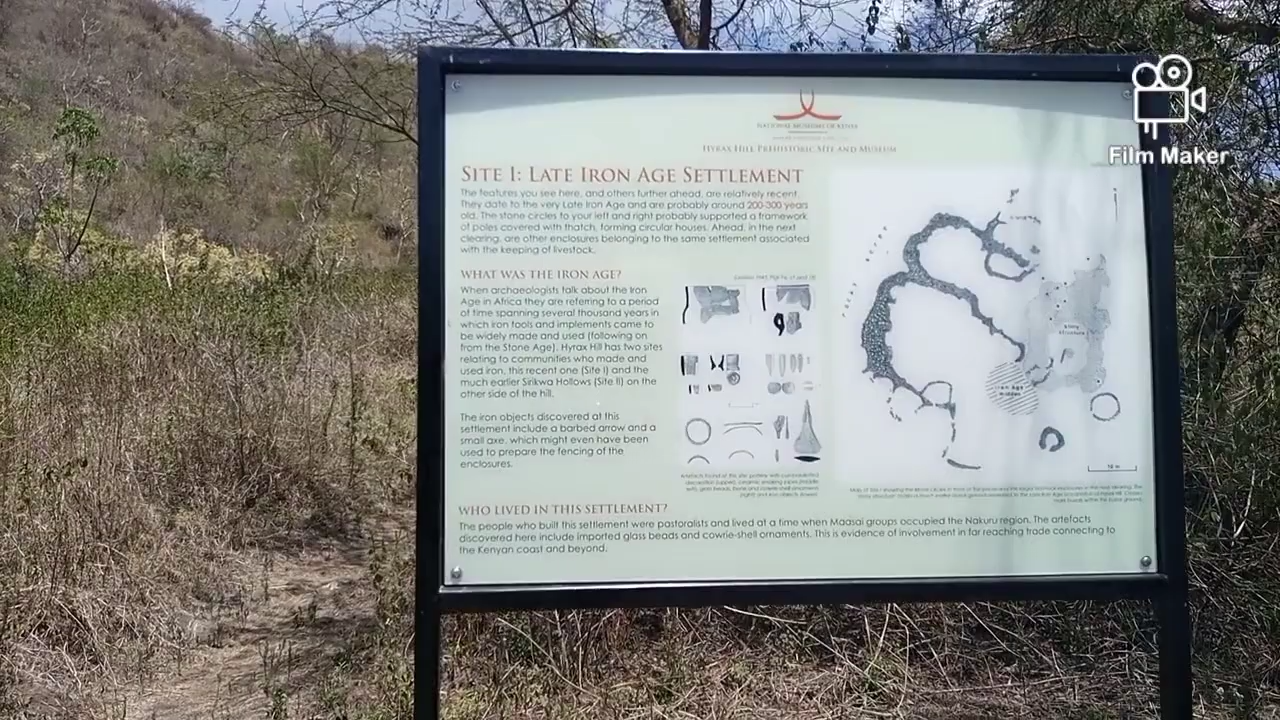 NATIONAL MUSEUMS OF KENYA
HYRAX HILL PREHISTORIC SITE AND MUSEUM
Film Maker
SITE I: LATE IRON AGE SETTLEMENT
The features you see here, and others further ahead, are relatively recent.
They date to the very Late Iron Age and are probably around 200-300 years
old. The stone circles to your left and right probably supported a framework
of poles covered with thatch, forming circular houses. Ahead, in the next
clearing, are other enclosures belonging to the same settlement associated
with the keeping of livestock.
WHAT WAS THE IRON AGE?
When archaeologists talk about the Iron
Age in Africa they are referring to a period
of time spanning several thousand years in
which iron tools and implements came to
be widely made and used (following on
from the Stone Age). Hyrax Hill has two sites
relating to communities who made and
used iron, this recent one (Site I) and the
much earlier Sirikwa Hollows (Site II) on the
other side of the hill.
The iron objects discovered at this
settlement include a barbed arrow and a
small axe, which might even have been
used to prepare the fencing of the
enclosures.
Iron Age
midden
10 m
WHO LIVED IN THIS SETTLEMENT?
The people who built this settlement were pastoralists and lived at a time when Maasai groups occupied the Nakuru region. The artefacts
discovered here include imported glass beads and cowrie-shell ornaments. This is evidence of involvement in far reaching trade connecting to
the Kenyan coast and beyond.